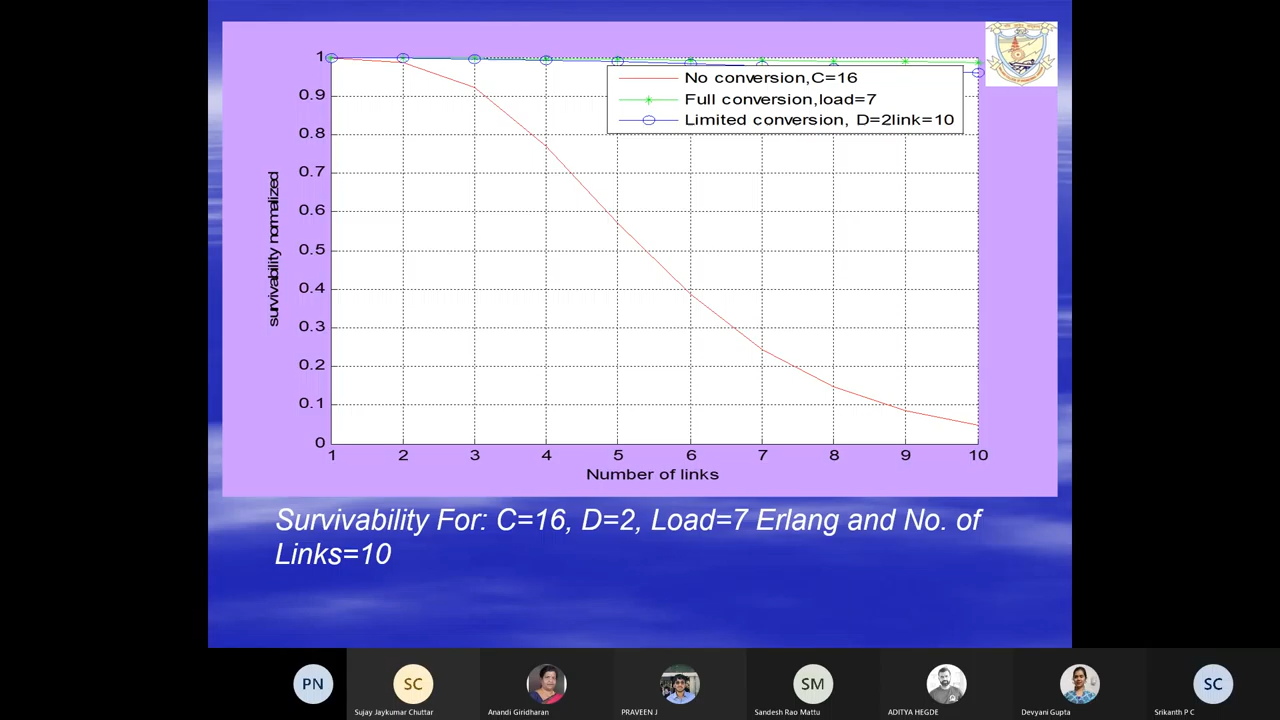 1
0.9
0.8
0.7
0.6
0.5
0.4
0.3
0.2
0.1
0
survivability normalized
No conversion,C=16
Full conversion,load=7
Limited conversion, D=2link=10
1 2 3 4 5 6 7 8 9 10
Number of links
Survivability For: C=16, D=2, Load=7 Erlang and No. of
Links=10
PN SC SM SC
Sujay Jaykumar Chuttar Anandi Giridharan PRAVEEN J Sandesh Rao Mattu ADITYA HEGDE Devyani Gupta Srikanth P C